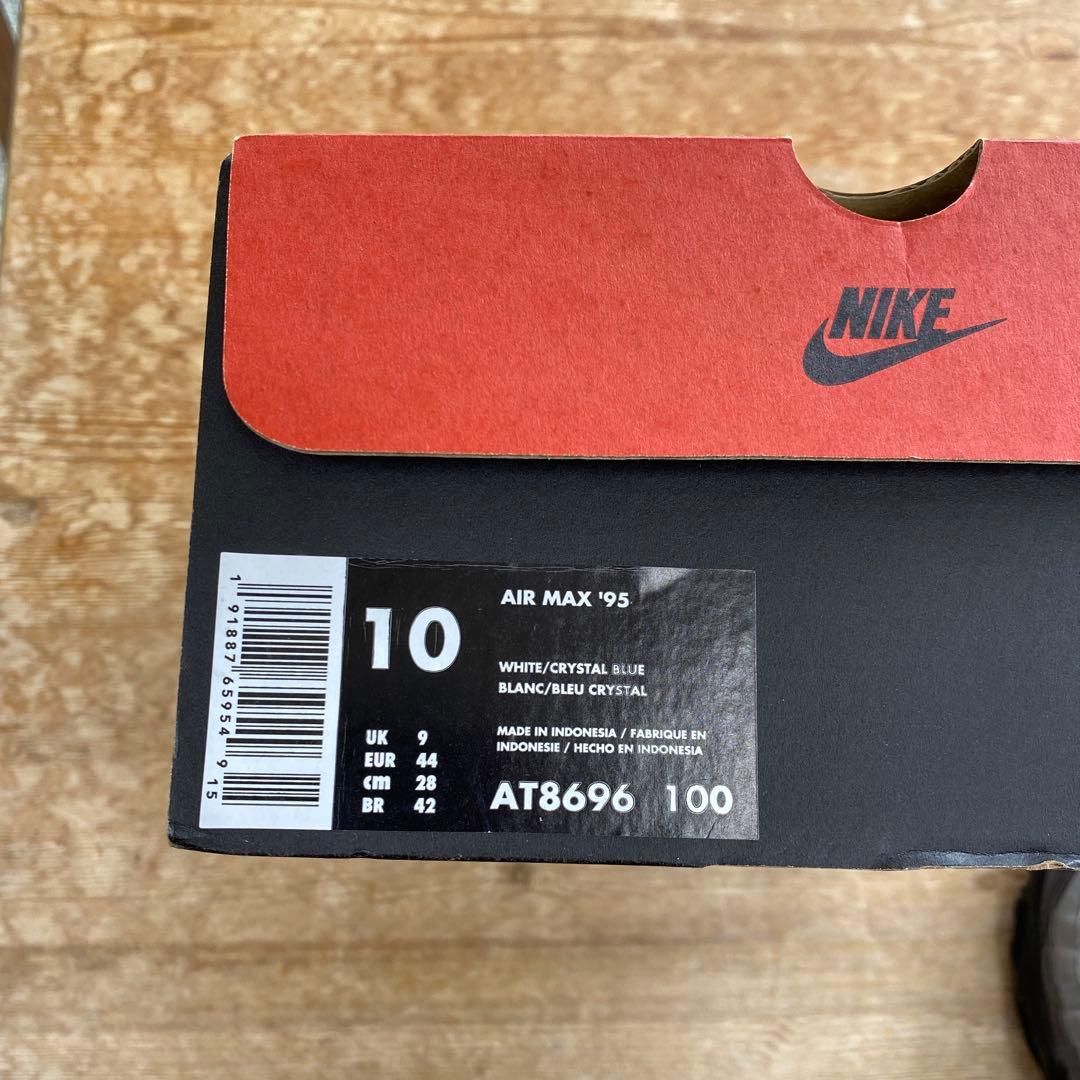 NIKE
1 91887 65954 9 15
10
AIR MAX '95
WHITE/CRYSTAL BLUE
BLANC/BLEU CRYSTAL
UK 9
EUR 44
cm 28
BR 42
MADE IN INDONESIA / FABRIQUE EN
INDONESIE / HECHO EN INDONESIA
AT8696 100